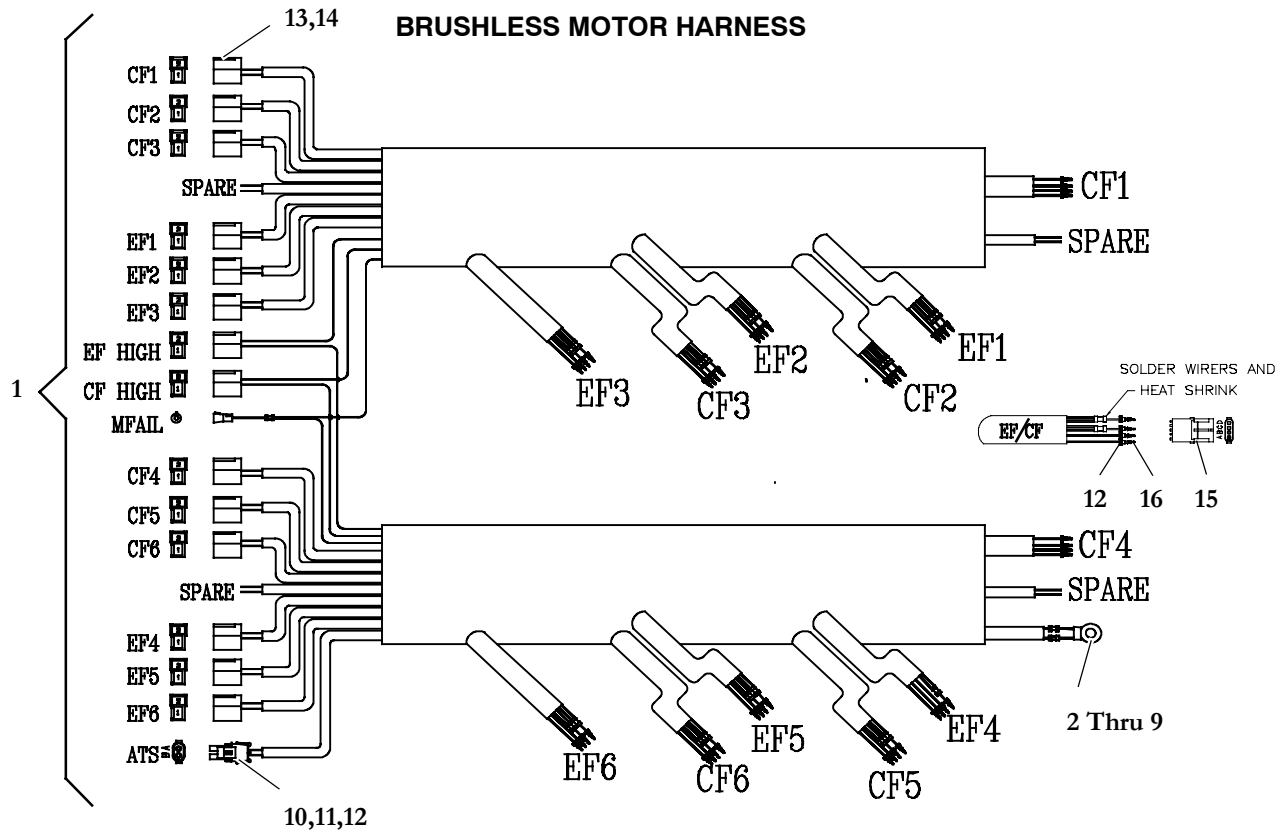 13,14
BRUSHLESS MOTOR HARNESS
CF1
CF2
CF3
SPARE
EF1
EF2
EF3
EF HIGH
CF HIGH
MFAIL
1
CF4
CF5
CF6
SPARE
EF4
EF5
EF6
ATS
10,11,12
CF1
SPARE
EF3
EF2
CF3
EF1
CF2
SOLDER WIRERS AND
HEAT SHRINK
EF/CF
ABCD
12
16
15
CF4
SPARE
2 Thru 9
EF6
EF5
CF6
EF4
CF5